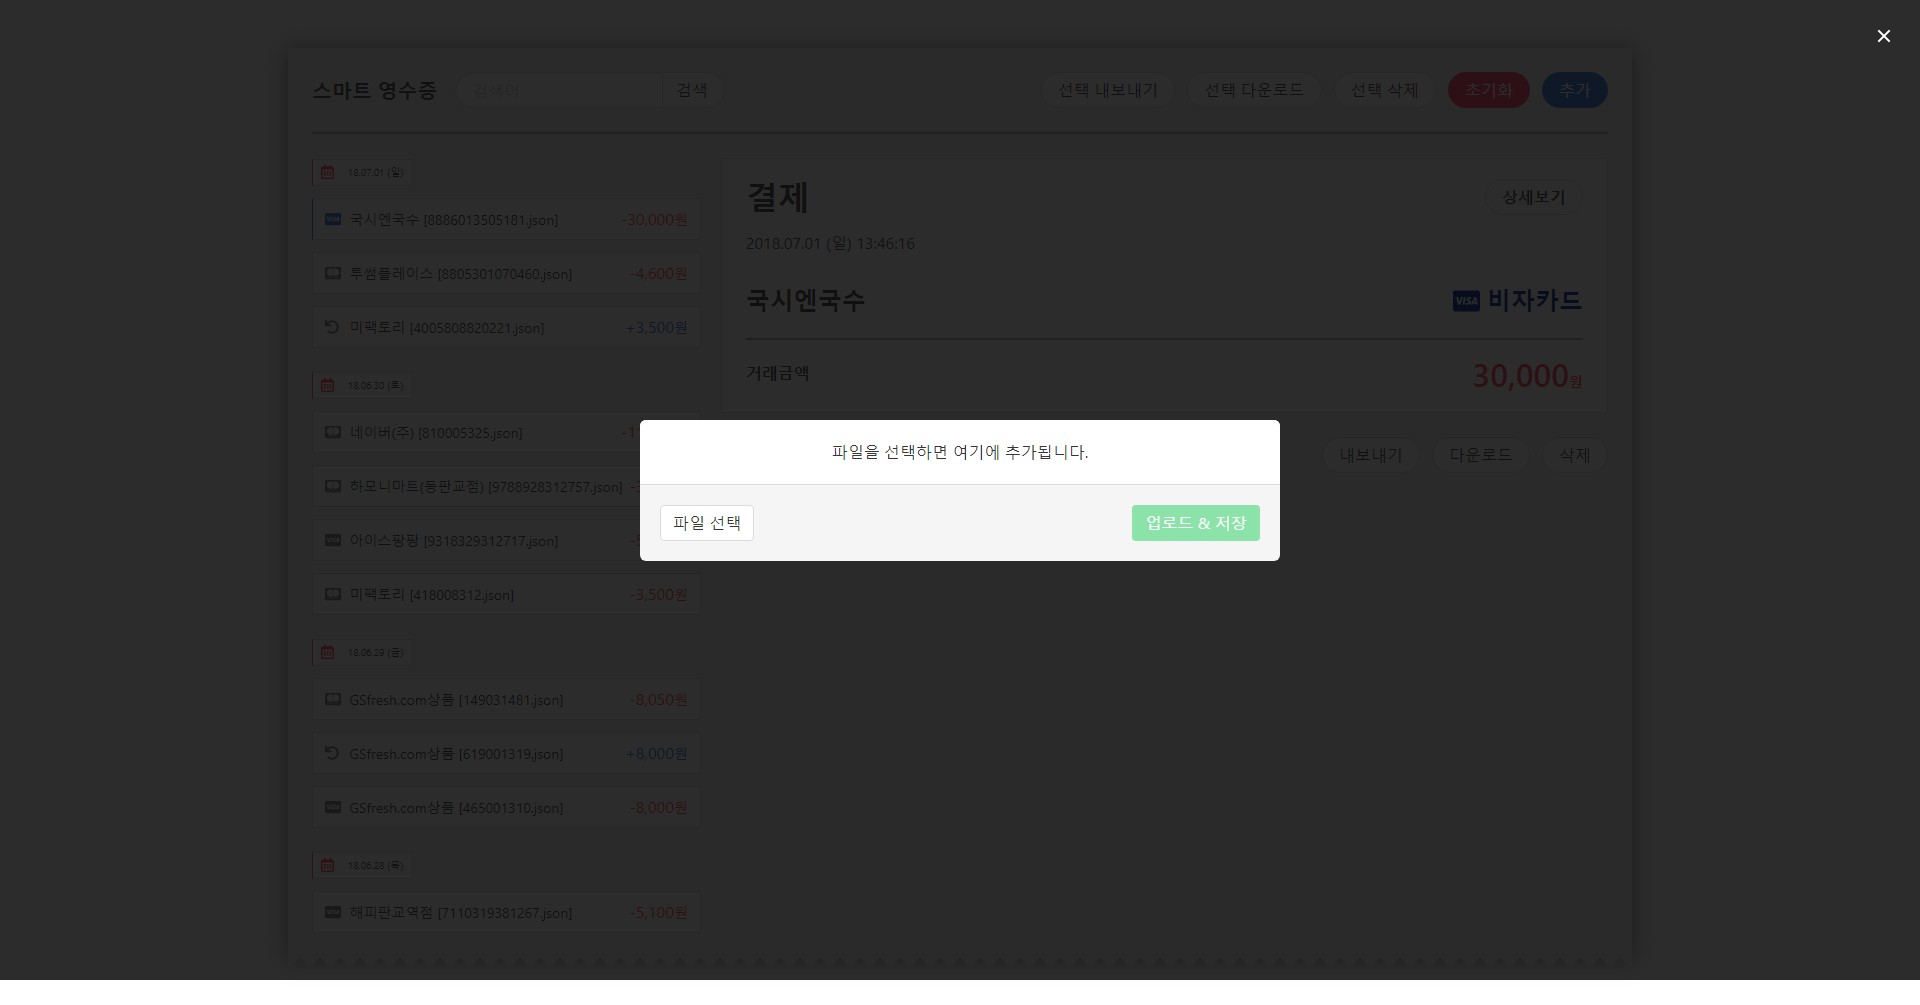 스마트 영수증
검색어
검색
선택 내보내기
선택 다운로드
선택 삭제
초기화
추가
18.07.01 (일)
국시엔국수 [8886013505181.json]
-30,000원
투썸플레이스 [8805301070460.json]
-4,600원
미팩토리 [4005808820221.json]
+3,500원
18.06.30 (토)
네이버(주) [810005325.json]
하모니마트(동판교점) [9788928312757.json]
아이스팡팡 [9318329312717.json]
미팩토리 [418008312.json]
-3,500원
18.06.29 (금)
GSfresh.com상품 [149031481.json]
-8,050원
GSfresh.com상품 [619001319.json]
+8,000원
GSfresh.com상품 [465001310.json]
-8,000원
18.06.28 (목)
해피판교역점 [7110319381267.json]
-5,100원
결제
상세보기
2018.07.01 (일) 13:46:16
국시엔국수
VISA 비자카드
거래금액
30,000원
내보내기
다운로드
삭제
파일을 선택하면 여기에 추가됩니다.
파일 선택
업로드 & 저장